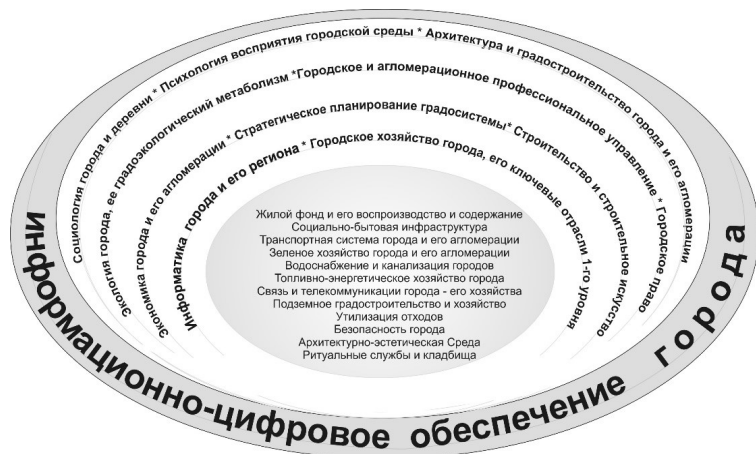 Социология города и деревни * Психология восприятия городской среды * Архитектура и градостроительство города и его агломерации
Экология города, ее градоэкологический метаболизм *Городское и агломерационное профессиональное управление * Городское право
Экономика города и его агломерации * Стратегическое планирование градосистемы* Строительство и строительное искусство
Информатика города и его региона * Городское хозяйство города, его ключевые отрасли 1-го уровня
Жилой фонд и его воспроизводство и содержание
Социально-бытовая инфраструктура
Транспортная система города и его агломерации
Зеленое хозяйство города и его агломерации
Водоснабжение и канализация городов
Топливно-энергетическое хозяйство города
Связь и телекоммуникации города - его хозяйства
Подземное градостроительство и хозяйство
Утилизация отходов
Безопасность города
Архитектурно-эстетическая Среда
Ритуальные службы и кладбища
информационно-цифровое обеспечение города